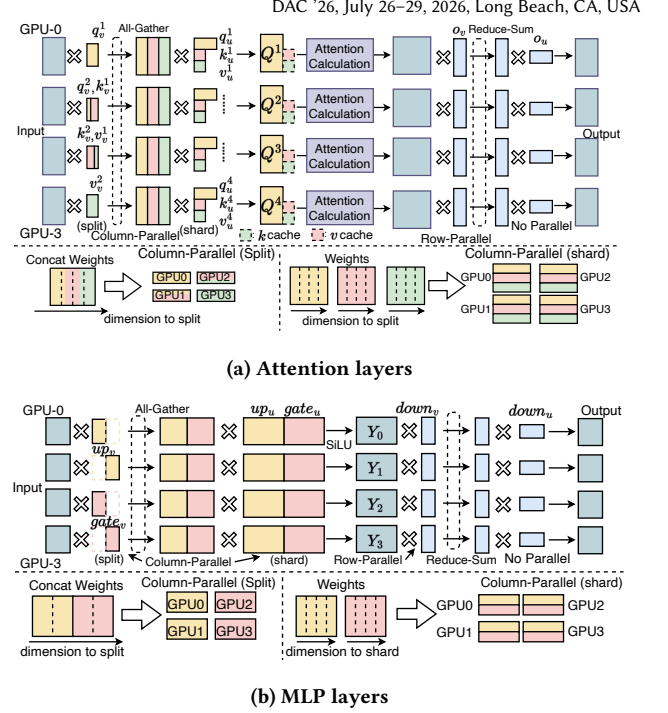 DAC '26, July 26–29, 2026, Long Beach, CA, USA
GPU-0
q_v^1
All-Gather
q_u^1
k_u^1
v_u^1
Q^1
Attention
Calculation
o_v
Reduce-Sum
o_u
q_v^2,k_v^1
Q^2
Attention
Calculation
Input
Output
k_v^2,v_v^1
Q^3
Attention
Calculation
v_v^2
q_u^4
k_u^4
v_u^4
Q^4
Attention
Calculation
GPU-3
(split)
Column-Parallel
(shard)
: k cache
: v cache
Row-Parallel
No Parallel
Concat Weights
Column-Parallel (Split)
GPU0
GPU2
GPU1
GPU3
dimension to split
Weights
Column-Parallel (shard)
GPU0
GPU2
GPU1
GPU3
dimension to split
(a) Attention layers
GPU-0
All-Gather
up_u
gate_u
down_v
down_u
Output
SiLU
Y_0
up_v
Y_1
Input
Y_2
gate_v
Y_3
GPU-3
(split)
Column-Parallel
(shard)
Row-Parallel
Reduce-Sum
No Parallel
Concat Weights
Column-Parallel (Split)
GPU0
GPU2
GPU1
GPU3
dimension to split
Weights
Column-Parallel (shard)
GPU0
GPU2
GPU1
GPU3
dimension to shard
(b) MLP layers